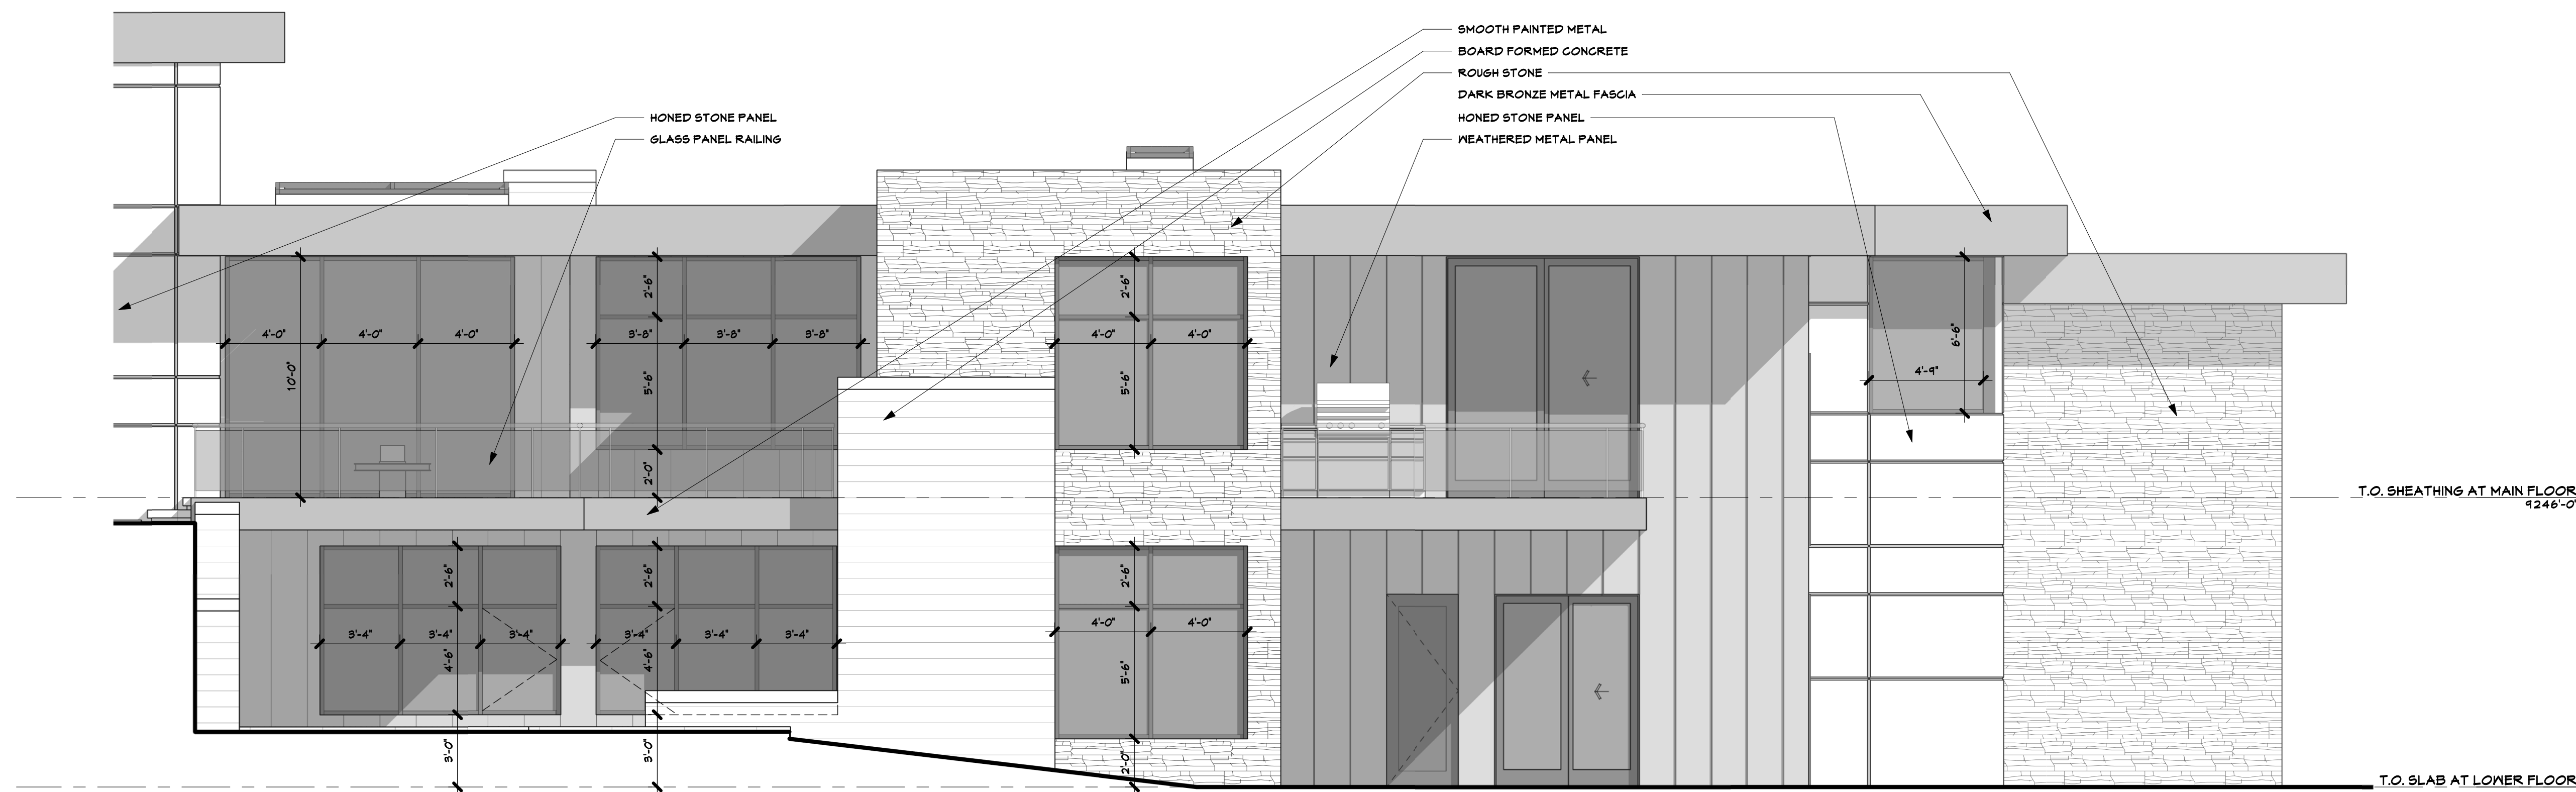 SMOOTH PAINTED METAL
BOARD FORMED CONCRETE
ROUGH STONE
DARK BRONZE METAL FASCIA
HONED STONE PANEL
WEATHERED METAL PANEL
HONED STONE PANEL
GLASS PANEL RAILING
4'-0" 4'-0" 4'-0"
10'-0"
2'-6"
3'-8" 3'-8" 3'-8"
5'-6"
2'-0"
2'-6"
4'-0" 4'-0"
5'-6"
6'-6"
4'-9"
T.O. SHEATHING AT MAIN FLOOR
9246'-0"
2'-6"
3'-4" 3'-4" 3'-4"
4'-6"
3'-0"
2'-6"
3'-4" 3'-4" 3'-4"
4'-6"
3'-0"
2'-6"
4'-0" 4'-0"
5'-6"
2'-0"
T.O. SLAB AT LOWER FLOOR